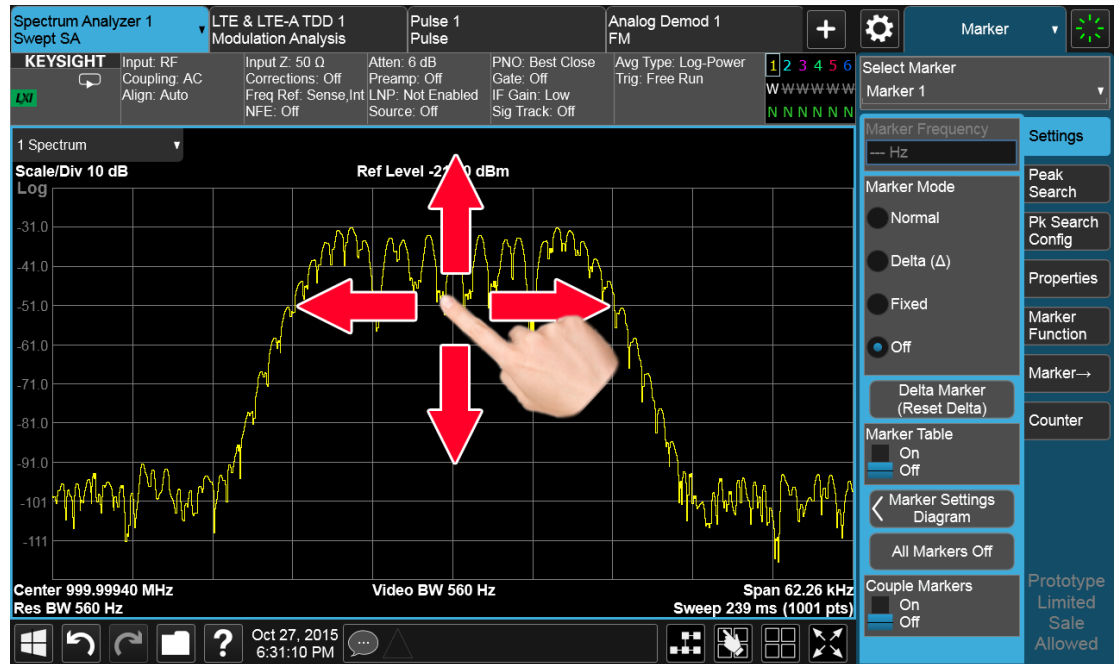 Spectrum Analyzer 1
Swept SA
LTE & LTE-A TDD 1
Modulation Analysis
Pulse 1
Pulse
Analog Demod 1
FM
Marker
KEYSIGHT
LXI
Input: RF
Coupling: AC
Align: Auto
Input Z: 50 Ω
Corrections: Off
Freq Ref: Sense,Int
NFE: Off
Atten: 6 dB
Preamp: Off
LNP: Not Enabled
Source: Off
PNO: Best Close
Gate: Off
IF Gain: Low
Sig Track: Off
Avg Type: Log-Power
Trig: Free Run
1 2 3 4 5 6
W W W W W W
N N N N N N
Select Marker
Marker 1
1 Spectrum
Scale/Div 10 dB
Ref Level dBm
Log
-31.0
-41.0
-51.0
-61.0
-71.0
-81.0
-91.0
-101
-111
Center 999.99940 MHz
Video BW 560 Hz
Span 62.26 kHz
Res BW 560 Hz
Sweep 239 ms (1001 pts)
Marker Frequency
--- Hz
Marker Mode
Normal
Delta (Δ)
Fixed
Off
Delta Marker
(Reset Delta)
Marker Table
On
Off
Marker Settings
Diagram
All Markers Off
Couple Markers
On
Off
Settings
Peak
Search
Pk Search
Config
Properties
Marker
Function
Marker→
Counter
Prototype
Limited
Sale
Allowed
?
Oct 27, 2015
6:31:10 PM